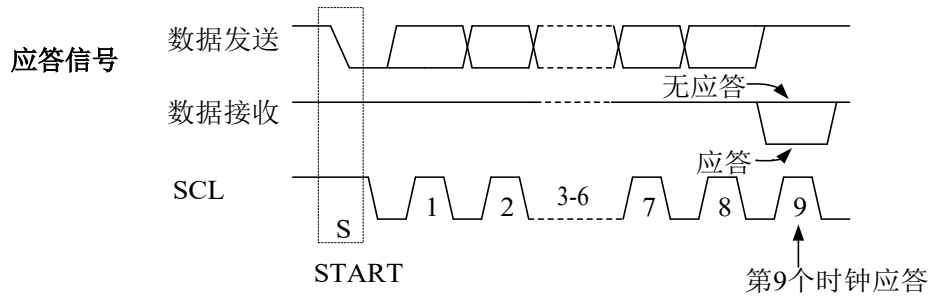 应答信号
数据发送
无应答
数据接收
应答
SCL
1 2 3-6 7 8 9
S
START
第9个时钟应答